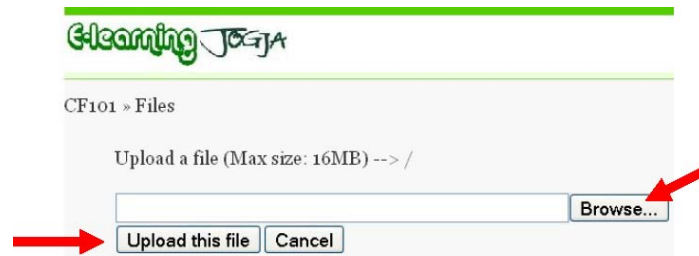 E-learning JOGJA
CF101 » Files
Upload a file (Max size: 16MB) --> /
Browse...
Upload this file Cancel